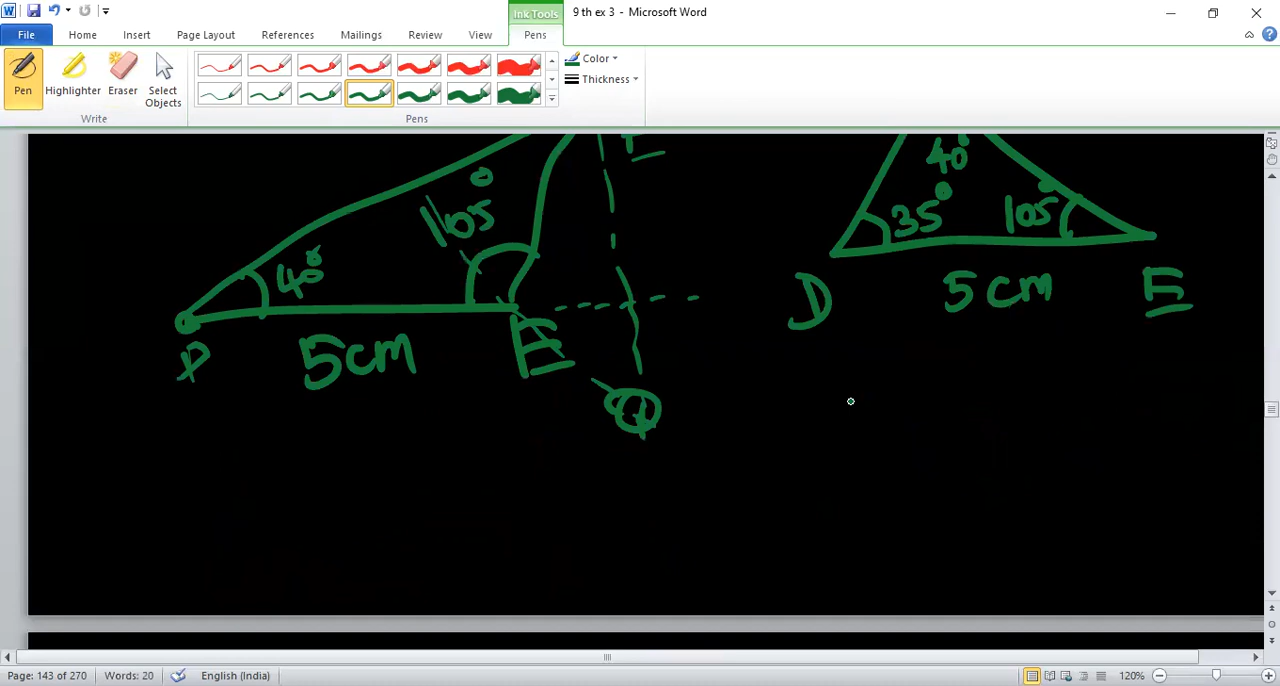 9 th ex 3 - Microsoft Word
Ink Tools
File Home Insert Page Layout References Mailings Review View Pens
Pen Highlighter Eraser Select Objects
Color
Thickness
Write Pens
40°
105°
P
5cm
E
Q
40°
35°
105°
D
5cm
E
Page: 143 of 270 Words: 20 English (India) 120%